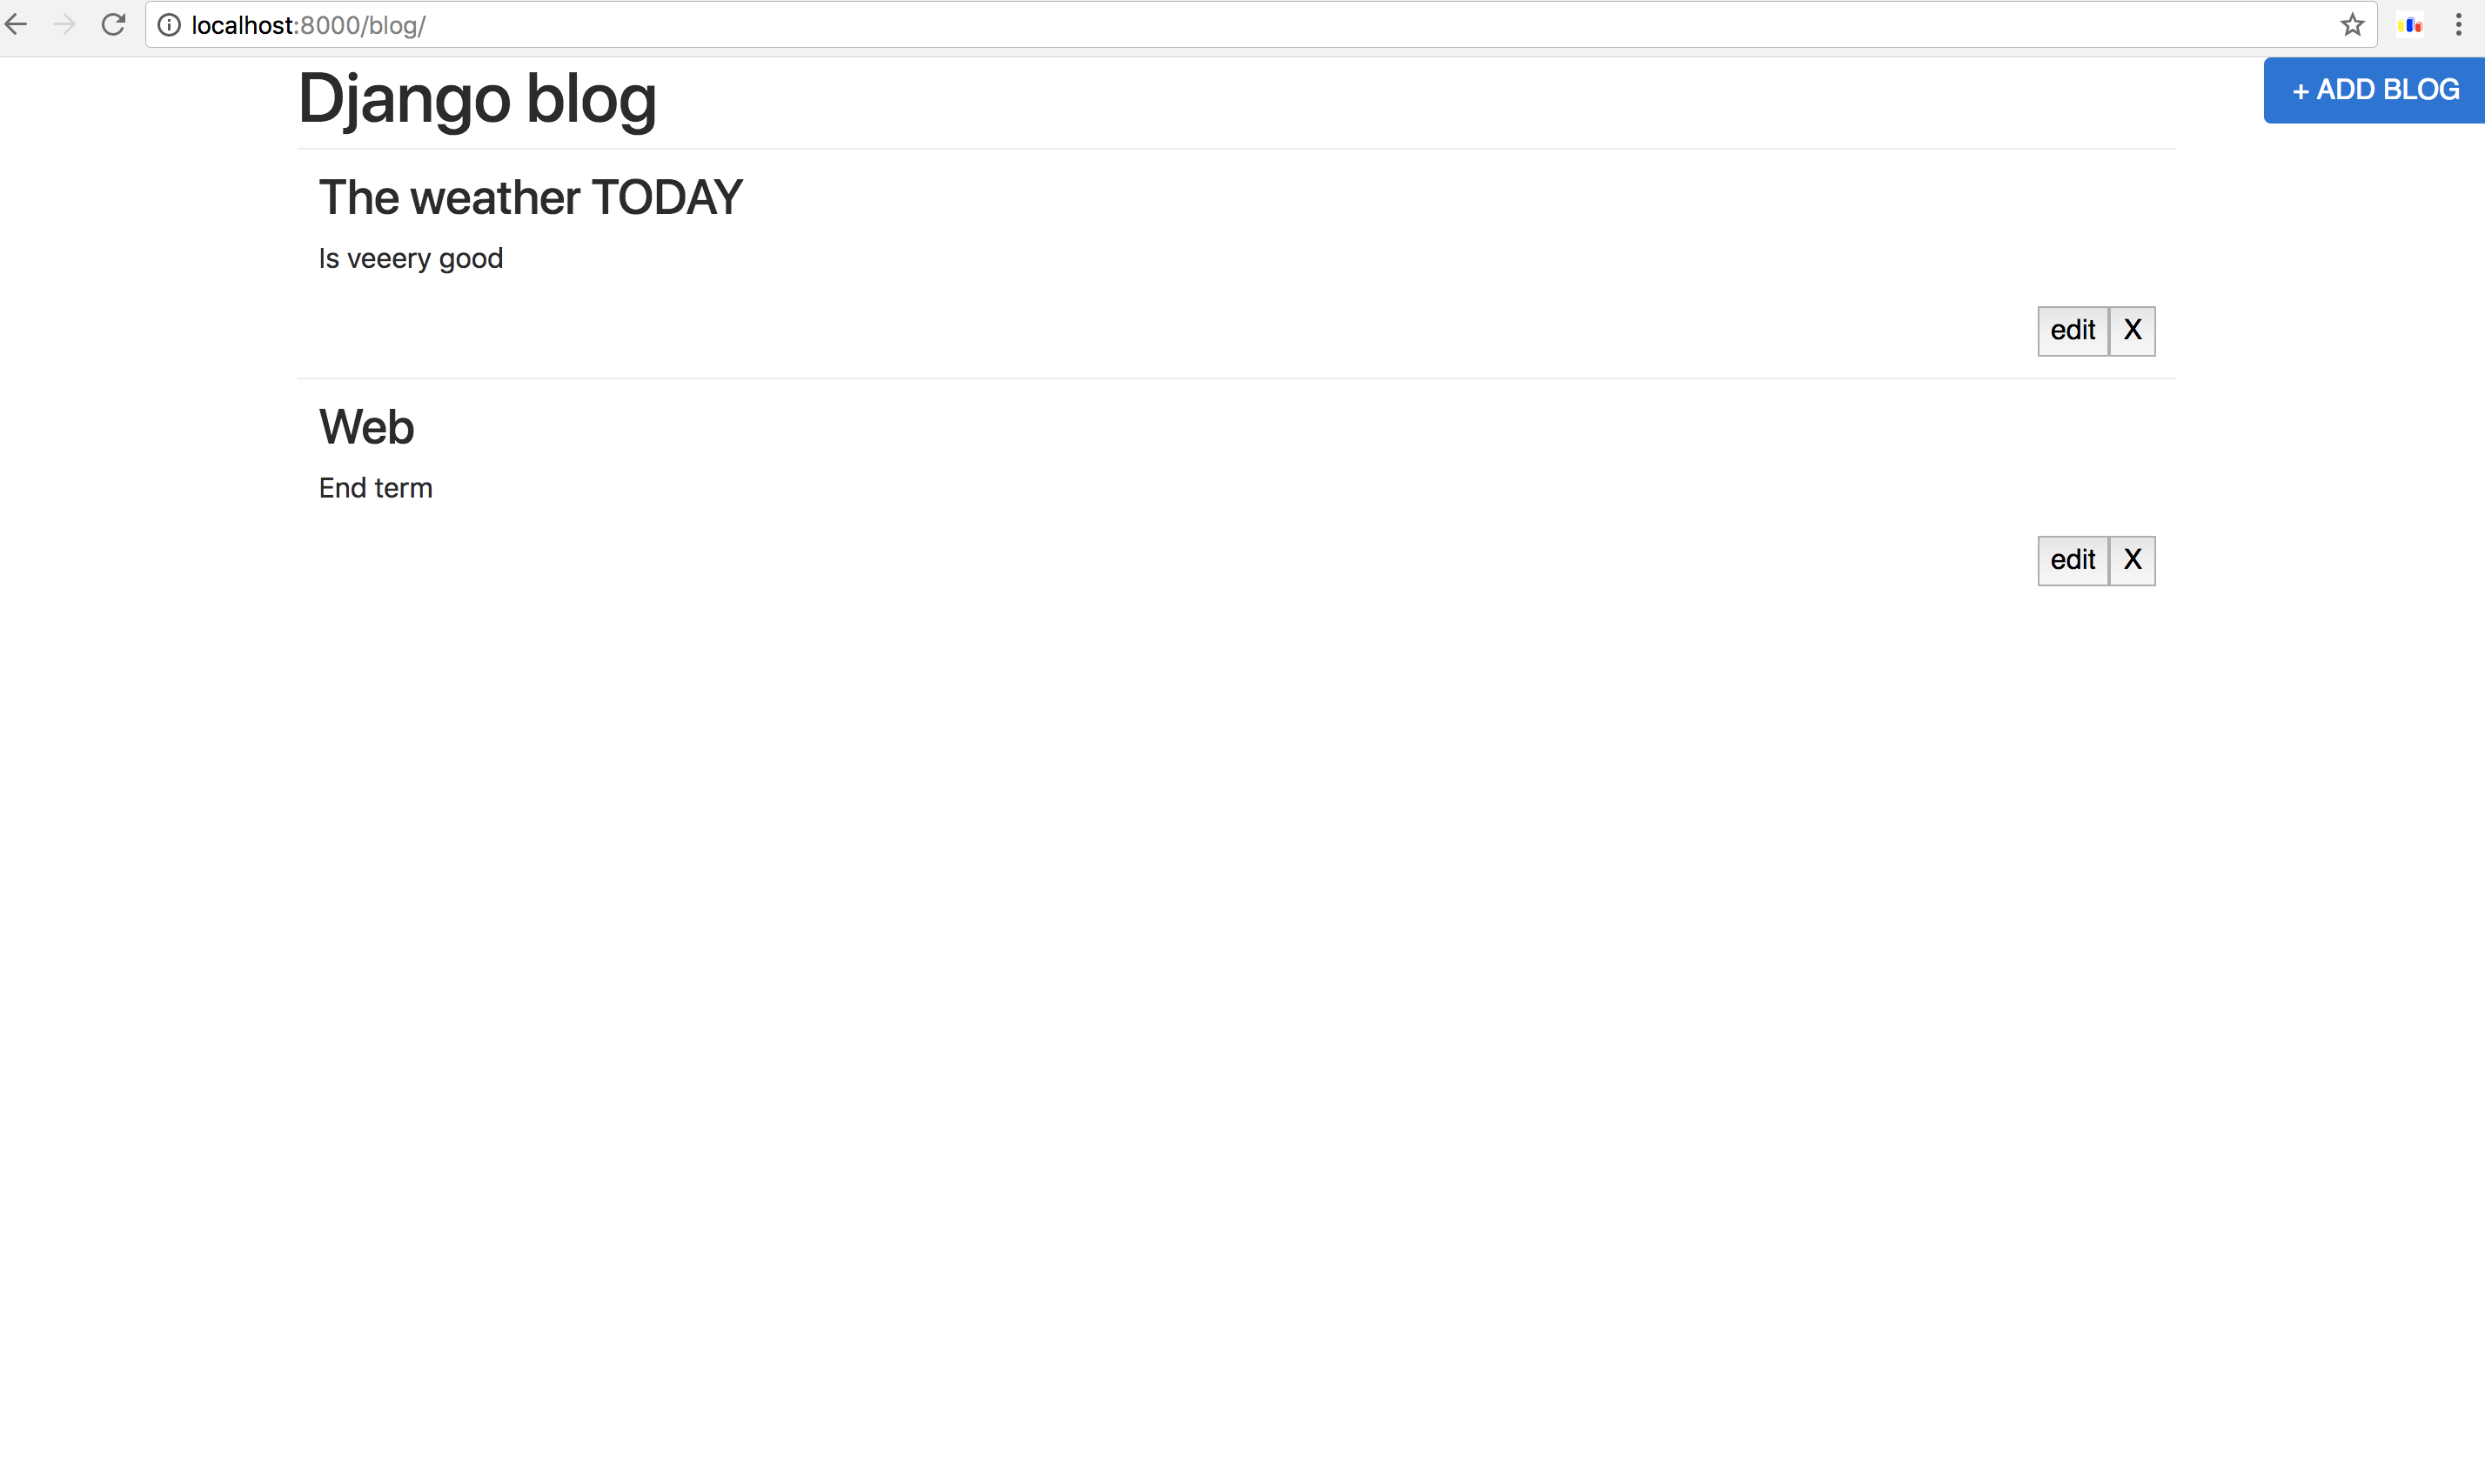 localhost:8000/blog/
Django blog
+ ADD BLOG
The weather TODAY
Is veeery good
edit X
Web
End term
edit X